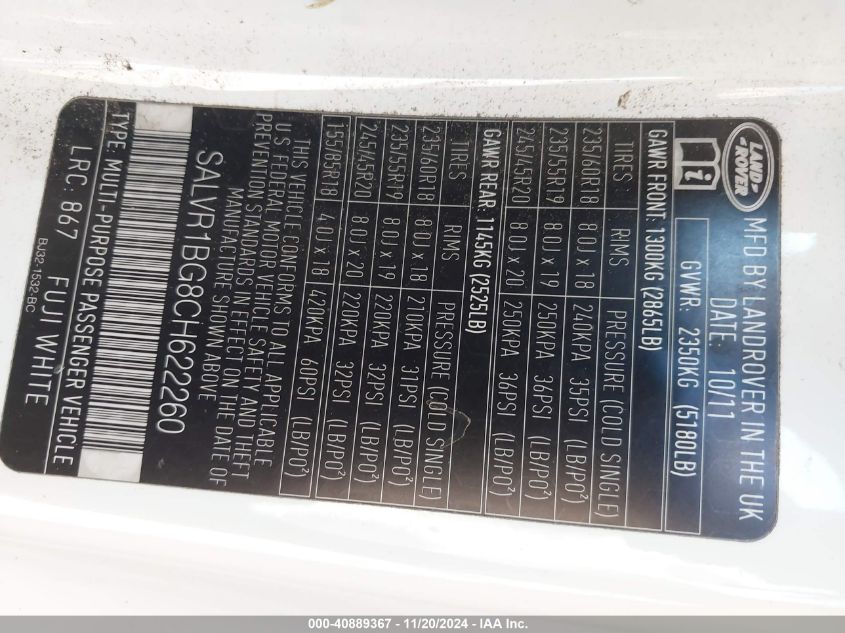 LAND
ROVER
MFD BY LANDROVER IN THE UK
DATE: 10/11
i
GVWR: 2350KG (5180LB)
GAWR FRONT: 1300KG (2865LB)
TIRES RIMS PRESSURE (COLD SINGLE)
235/60R18 8.0J x 18 240KPA 35PSI (LB/PO²)
235/55R19 8.0J x 19 250KPA 36PSI (LB/PO²)
245/45R20 8.0J x 20 250KPA 36PSI (LB/PO²)
GAWR REAR: 1145KG (2525LB)
TIRES RIMS PRESSURE (COLD SINGLE)
235/60R18 8.0J x 18 210KPA 31PSI (LB/PO²)
235/55R19 8.0J x 19 220KPA 32PSI (LB/PO²)
245/45R20 8.0J x 20 220KPA 32PSI (LB/PO²)
155/85R18 4.0J x 18 420KPA 60PSI (LB/PO²)
THIS VEHICLE CONFORMS TO ALL APPLICABLE
U.S FEDERAL MOTOR VEHICLE SAFETY AND THEFT
PREVENTION STANDARDS IN EFFECT ON THE DATE OF
MANUFACTURE SHOWN ABOVE
SALVR1BG8CH622260
TYPE: MULTI-PURPOSE PASSENGER VEHICLE
LRC: 867 FUJI WHITE
BJ32-1532-BC
000-40889367 - 11/20/2024 - IAA Inc.